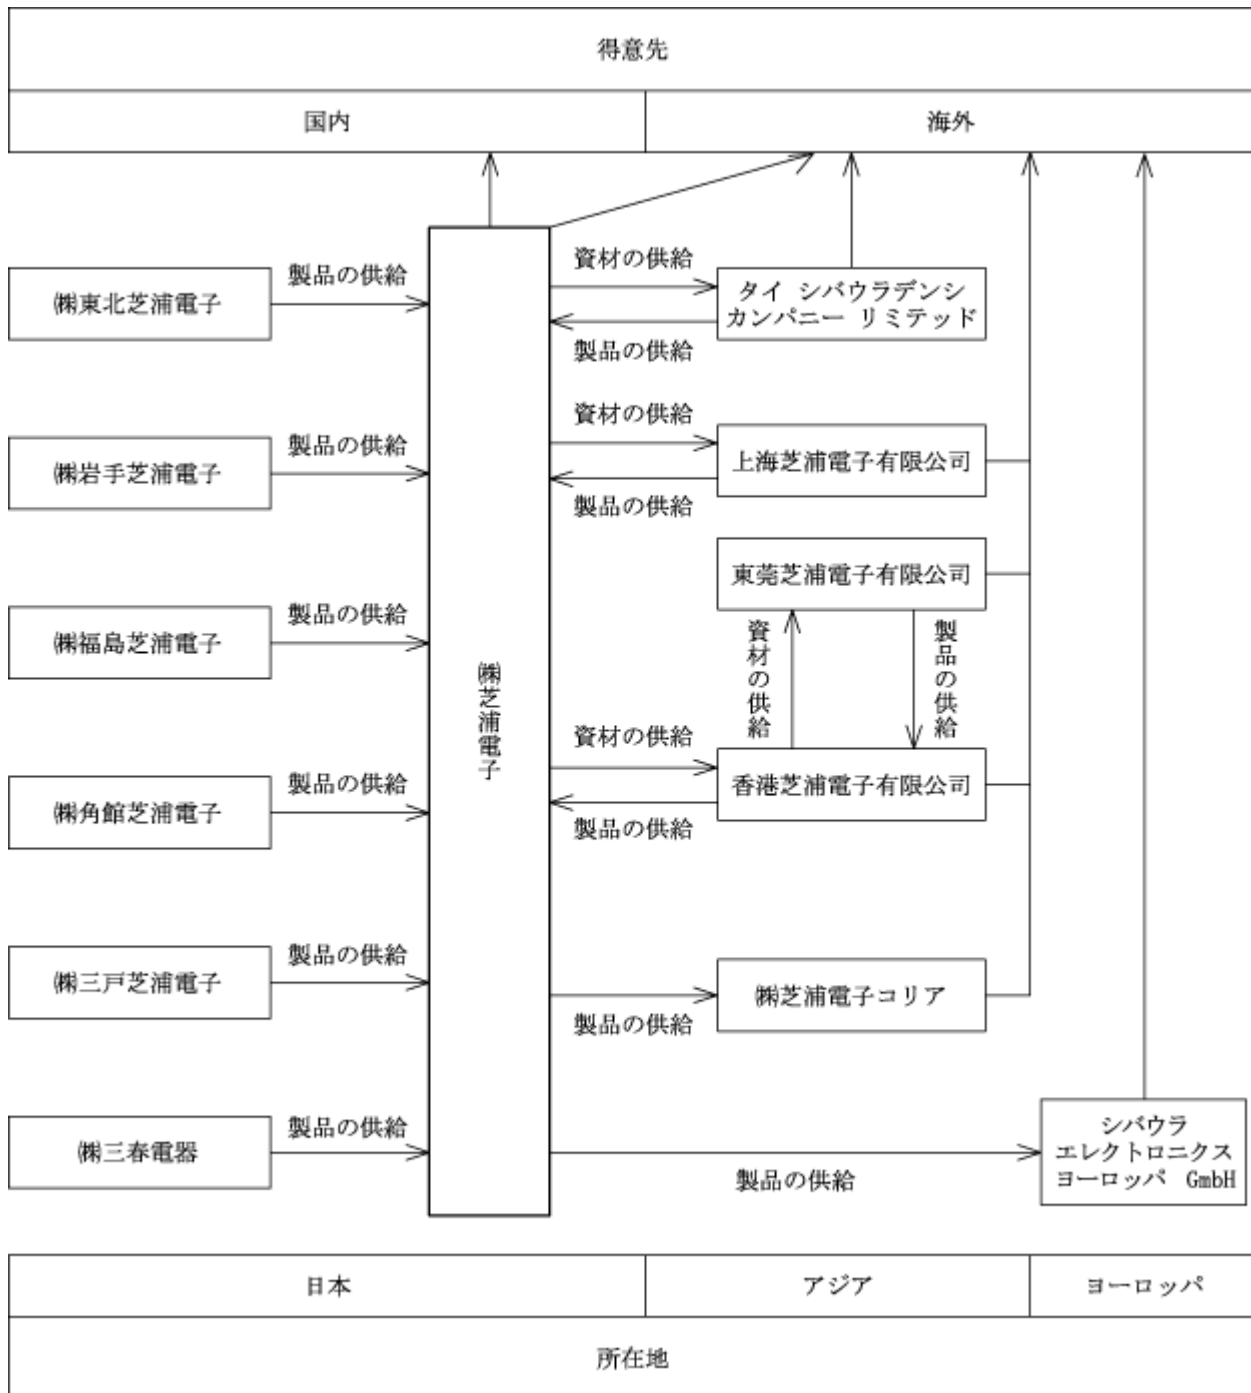 得意先
国内
海外
㈱東北芝浦電子
製品の供給
資材の供給
製品の供給
タイ シバウラデンシ
カンパニー リミテッド
㈱岩手芝浦電子
製品の供給
資材の供給
製品の供給
上海芝浦電子有限公司
東莞芝浦電子有限公司
資材の供給
製品の供給
㈱福島芝浦電子
製品の供給
㈱芝浦電子
㈱角館芝浦電子
製品の供給
資材の供給
製品の供給
香港芝浦電子有限公司
㈱三戸芝浦電子
製品の供給
製品の供給
㈱芝浦電子コリア
㈱三春電器
製品の供給
製品の供給
シバウラ
エレクトロニクス
ヨーロッパ GmbH
日本
アジア
ヨーロッパ
所在地